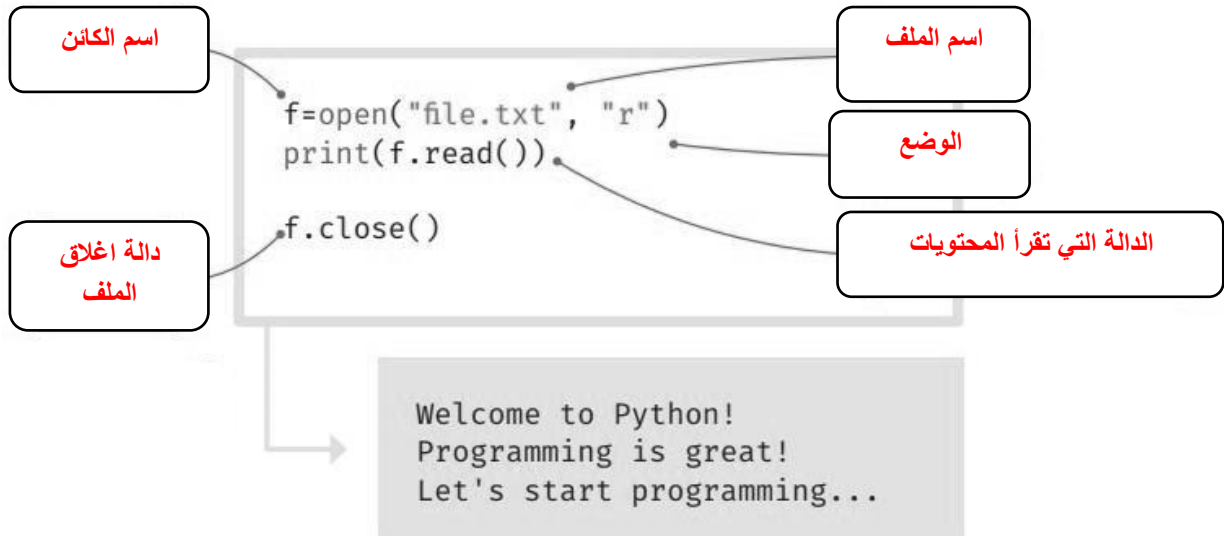 اسم الكائن
اسم الملف
f=open("file.txt", "r")
print(f.read())
الوضع
f.close()
دالة اغلاق
الملف
الدالة التي تقرأ المحتويات
Welcome to Python!
Programming is great!
Let's start programming...